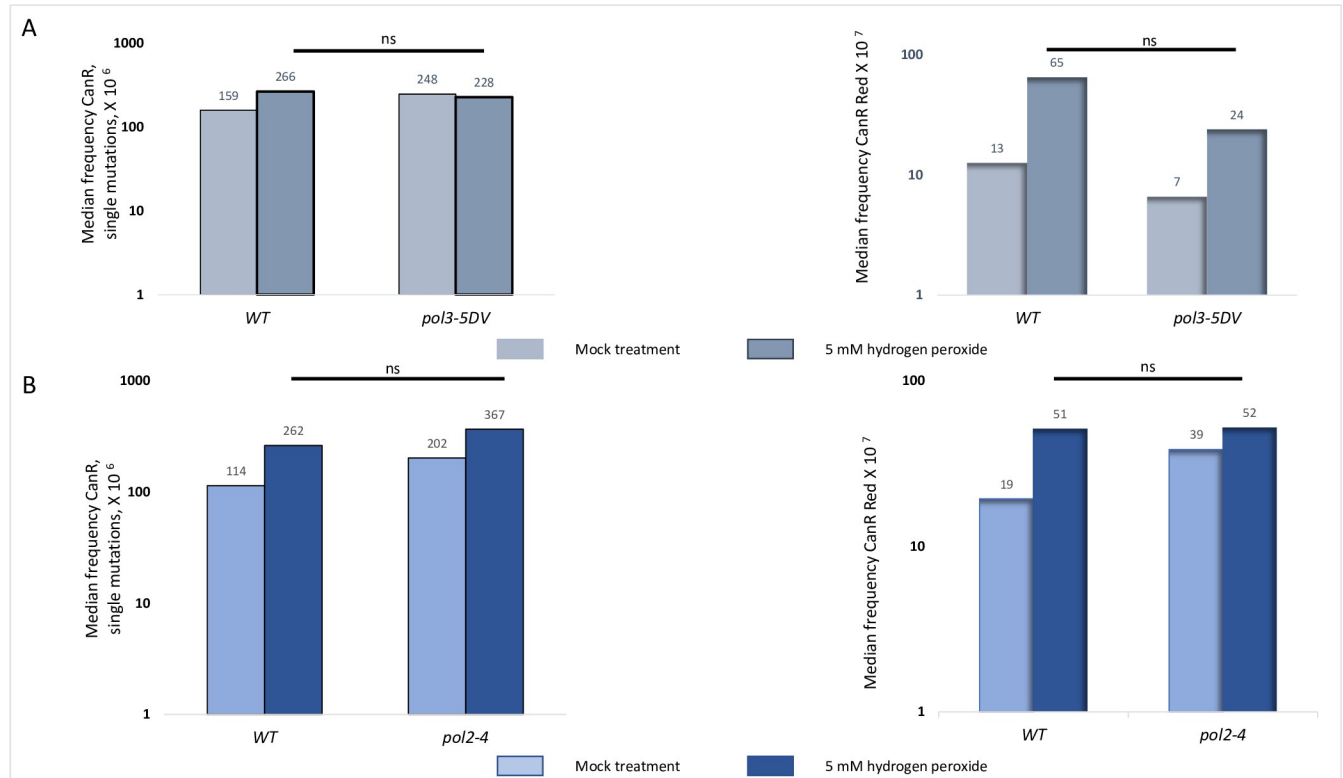 A
Median frequency CanR,
single mutations, X 10 6
1000
100
10
1
ns
159
266
248
228
WT
pol3-5DV
Median frequency CanR Red X 10 7
100
10
1
ns
13
65
7
24
WT
pol3-5DV
Mock treatment
5 mM hydrogen peroxide
B
Median frequency CanR,
single mutations, X 10 6
1000
100
10
1
ns
114
262
202
367
WT
pol2-4
Median frequency CanR Red X 10 7
100
10
1
ns
19
51
39
52
WT
pol2-4
Mock treatment
5 mM hydrogen peroxide